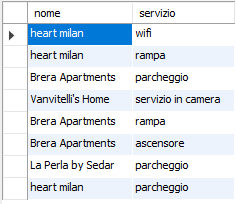 nome servizio
heart milan wifi
heart milan rampa
Brera Apartments parcheggio
Vanvitelli's Home servizio in camera
Brera Apartments rampa
Brera Apartments ascensore
La Perla by Sedar parcheggio
heart milan parcheggio